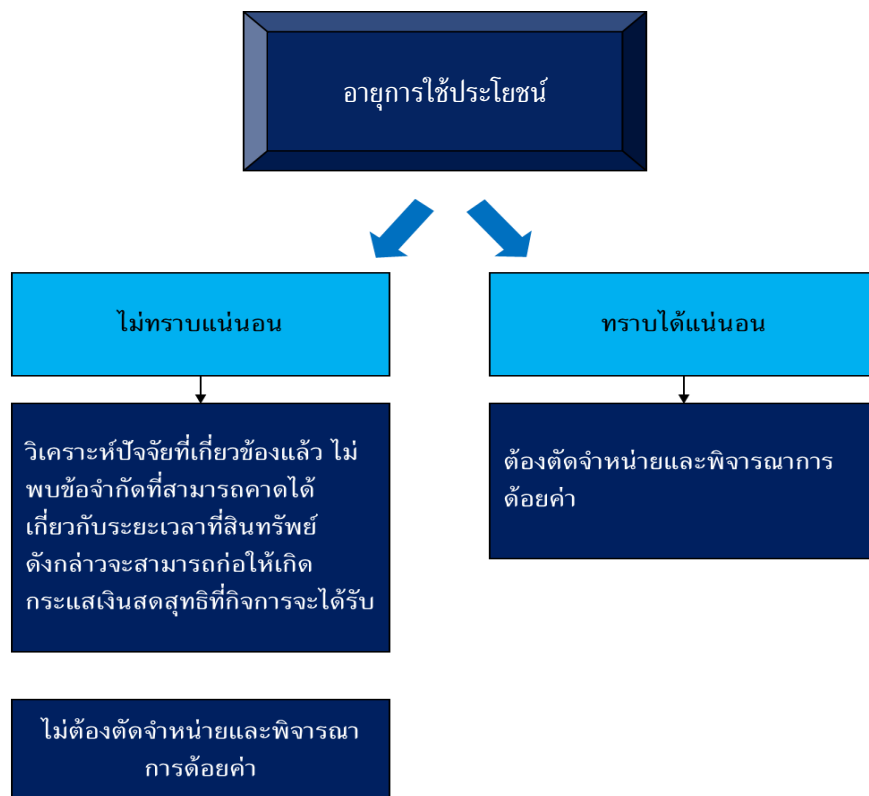 อายุการใช้ประโยชน์
ไม่ทราบแน่นอน
ทราบได้แน่นอน
วิเคราะห์ปัจจัยที่เกี่ยวข้องแล้ว ไม่
พบข้อจำกัดที่สามารถคาดได้
เกี่ยวกับระยะเวลาที่สินทรัพย์
ดังกล่าวจะสามารถก่อให้เกิด
กระแสเงินสดสุทธิที่กิจการจะได้รับ
ต้องตัดจำหน่ายและพิจารณาการ
ด้อยค่า
ไม่ต้องตัดจำหน่ายและพิจารณา
การด้อยค่า